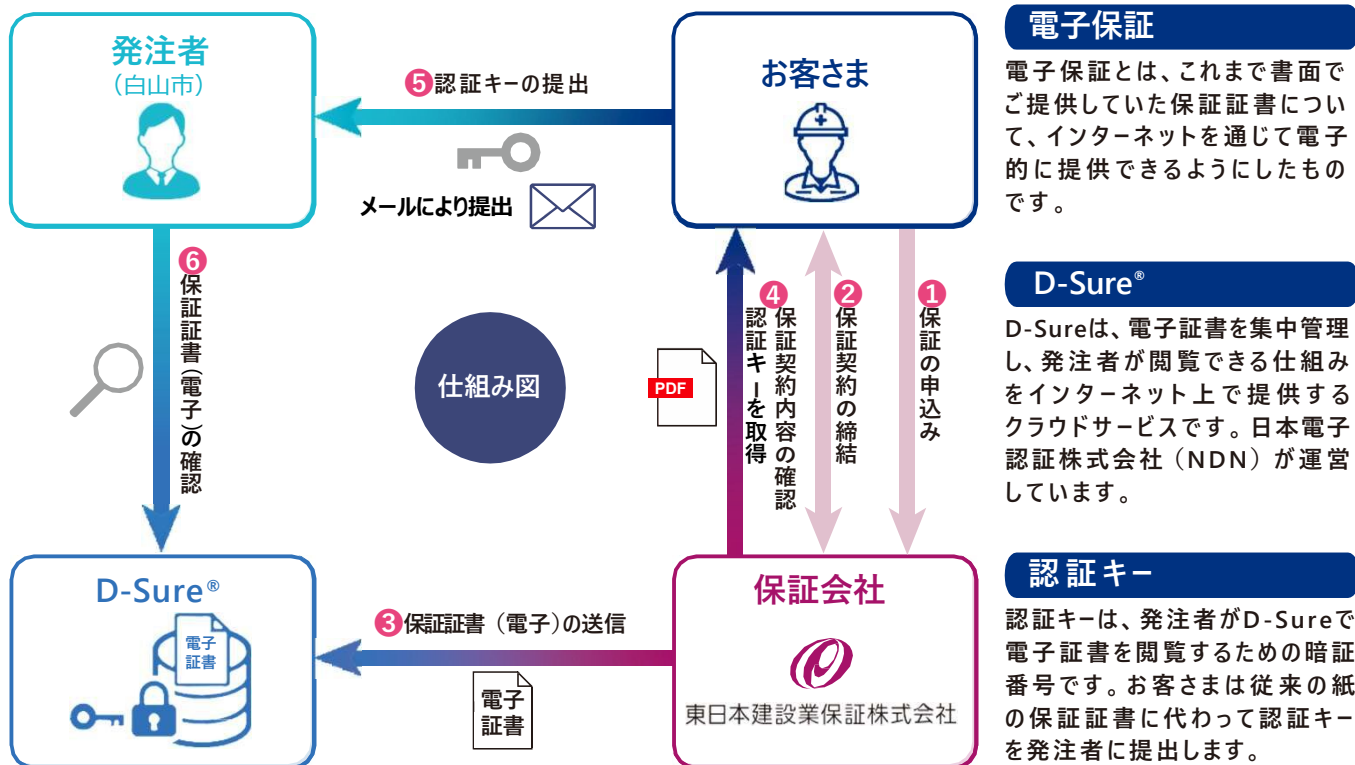 発注者
(白山市)
❺認証キーの提出
メールにより提出
お客さま
❻保証証書(電子)の確認
仕組み図
PDF
❹保証契約内容の確認
認証キーを取得
❷保証契約の締結
❶保証の申込み
D-Sure®
電子
証書
❸保証証書(電子)の送信
電子
証書
保証会社
東日本建設業保証株式会社
電子保証
電子保証とは、これまで書面で
ご提供していた保証証書につい
て、インターネットを通じて電子
的に提供できるようにしたもの
です。
D-Sure®
D-Sureは、電子証書を集中管理
し、発注者が閲覧できる仕組み
をインターネット上で提供する
クラウドサービスです。日本電子
認証株式会社(NDN)が運営
しています。
認証キー
認証キーは、発注者がD-Sureで
電子証書を閲覧するための暗証
番号です。お客さまは従来の紙
の保証証書に代わって認証キー
を発注者に提出します。